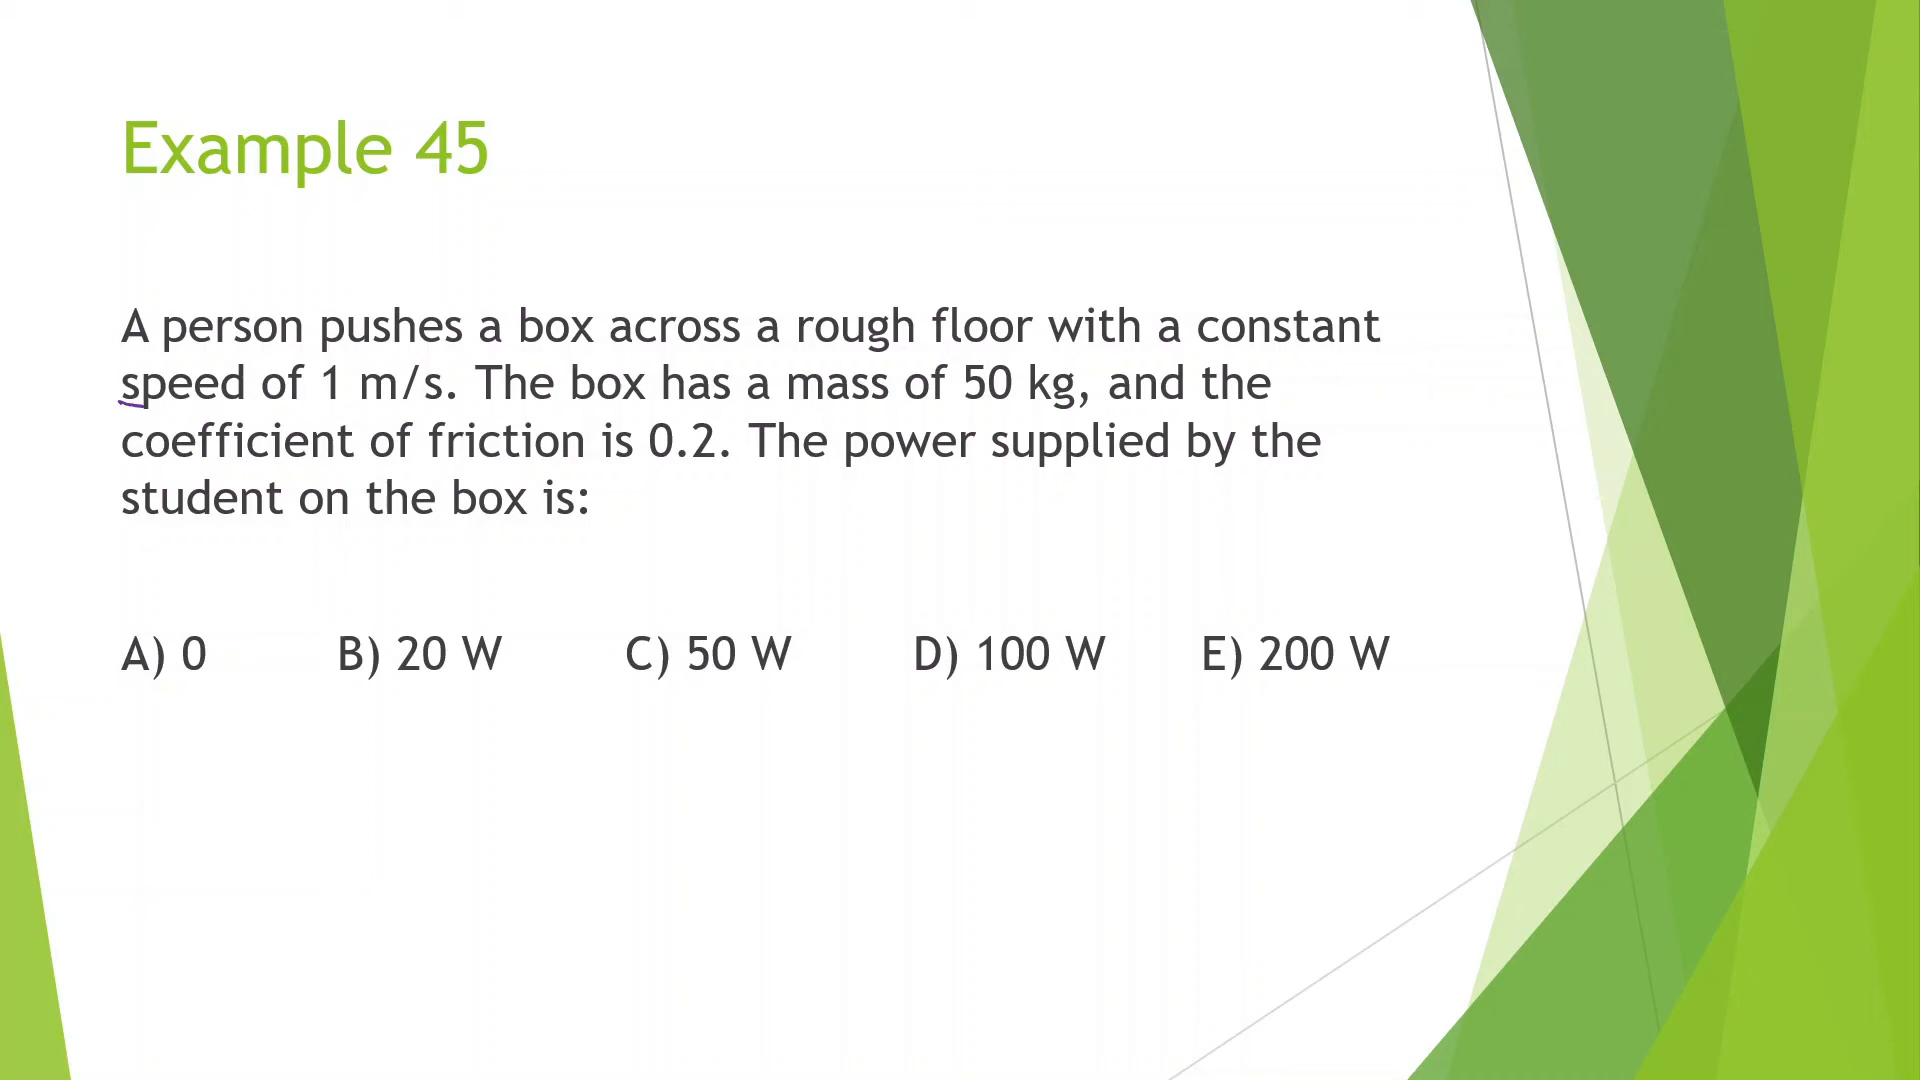 Example 45
A person pushes a box across a rough floor with a constant
speed of 1 m/s. The box has a mass of 50 kg, and the
coefficient of friction is 0.2. The power supplied by the
student on the box is:
A) 0 B) 20 W C) 50 W D) 100 W E) 200 W